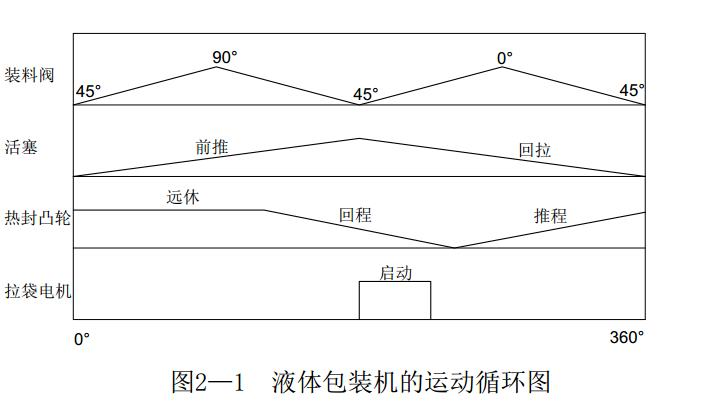 装料阀
45°
90°
45°
0°
45°
活塞
前推
回拉
热封凸轮
远休
回程
推程
拉袋电机
启动
0°
360°
图2—1 液体包装机的运动循环图